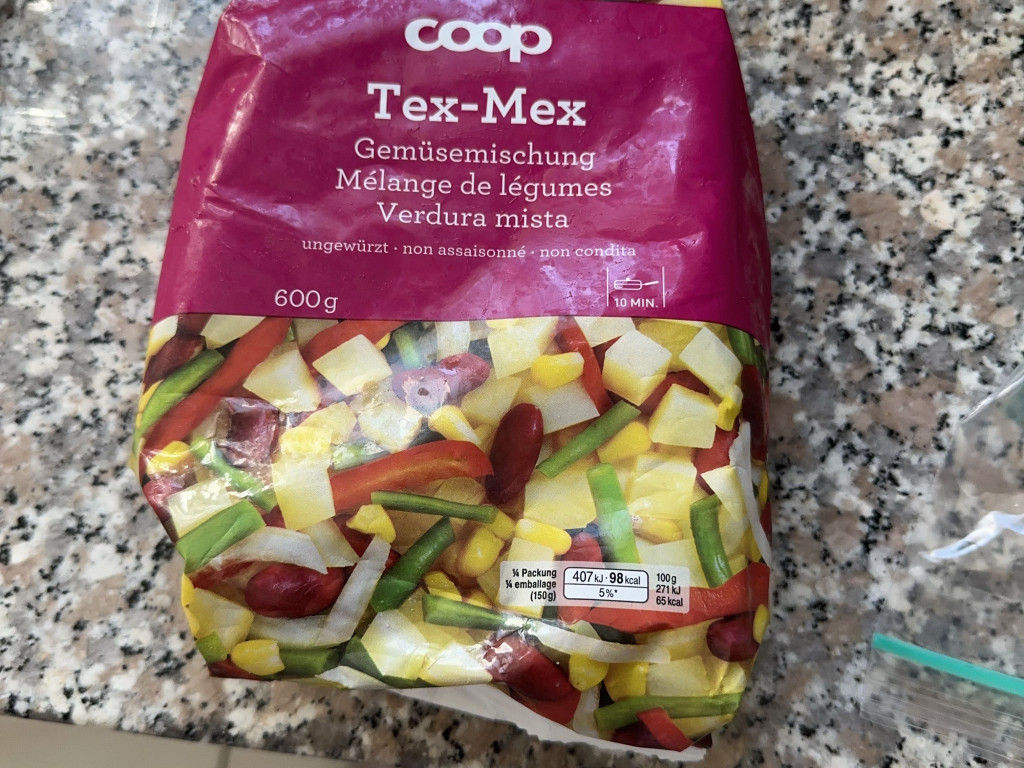 coop
Tex-Mex
Gemüsemischung
Mélange de légumes
Verdura mista
ungewürzt · non assaisonné · non condita
600g
10 MIN.
¼ Packung
¼ emballage
(150g)
407 kJ · 98 kcal
5%*
100g
271 kJ
65 kcal